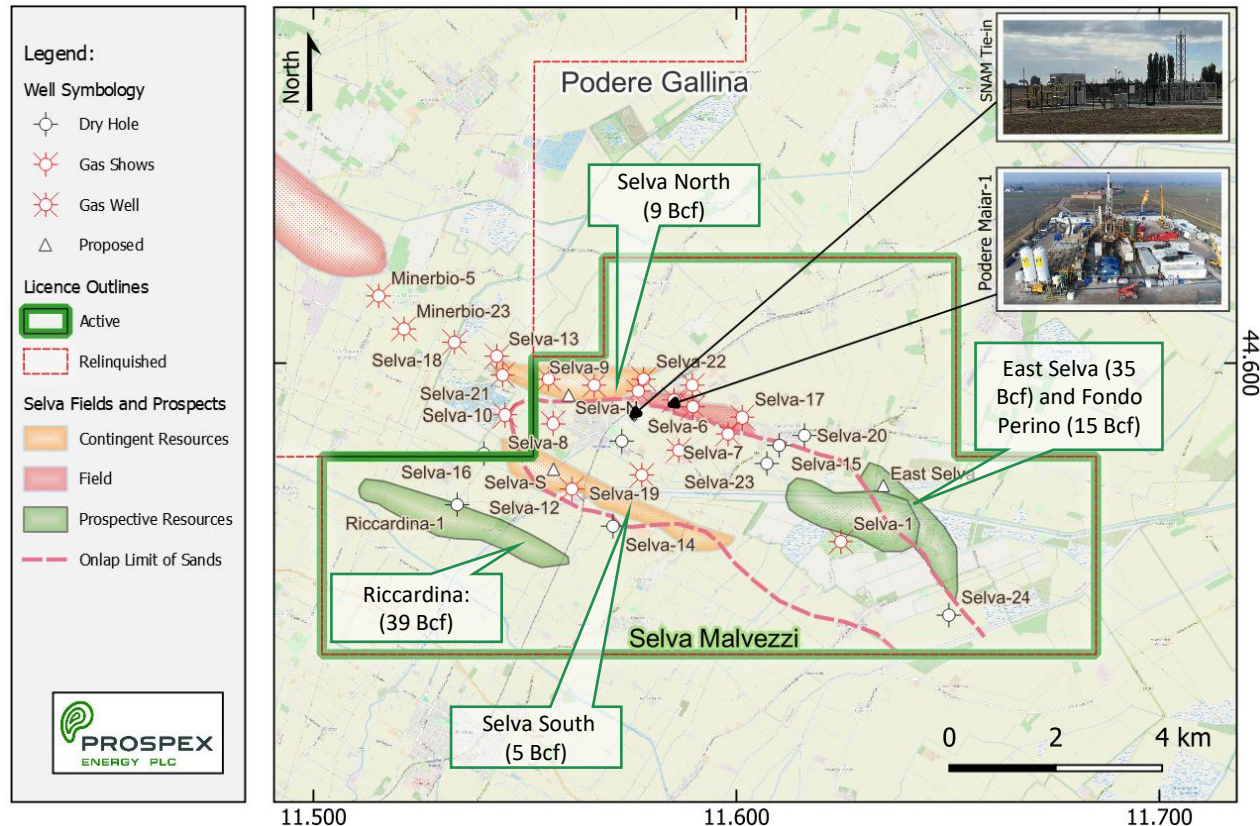 Legend:
Well Symbology
Dry Hole
Gas Shows
Gas Well
Proposed
Licence Outlines
Active
Relinquished
Selva Fields and Prospects
Contingent Resources
Field
Prospective Resources
Onlap Limit of Sands
PROSPEX
ENERGY PLC
North
Podere Gallina
SNAM Tie-in
Podere Maiar-1
Selva North
(9 Bcf)
Minerbio-5
Minerbio-23
Selva-13
Selva-18
Selva-9
Selva-22
East Selva (35
Bcf) and Fondo
Perino (15 Bcf)
Selva-21
Selva-10
Selva-N
Selva-17
Selva-6
Selva-8
Selva-20
Selva-7
Selva-15
Selva-16
Selva-S
Selva-19
Selva-23
East Selva
Selva-12
Riccardina-1
Selva-14
Selva-1
Selva-24
Riccardina:
(39 Bcf)
Selva Malvezzi
Selva South
(5 Bcf)
0 2 4 km
44.600
11.500 11.600 11.700